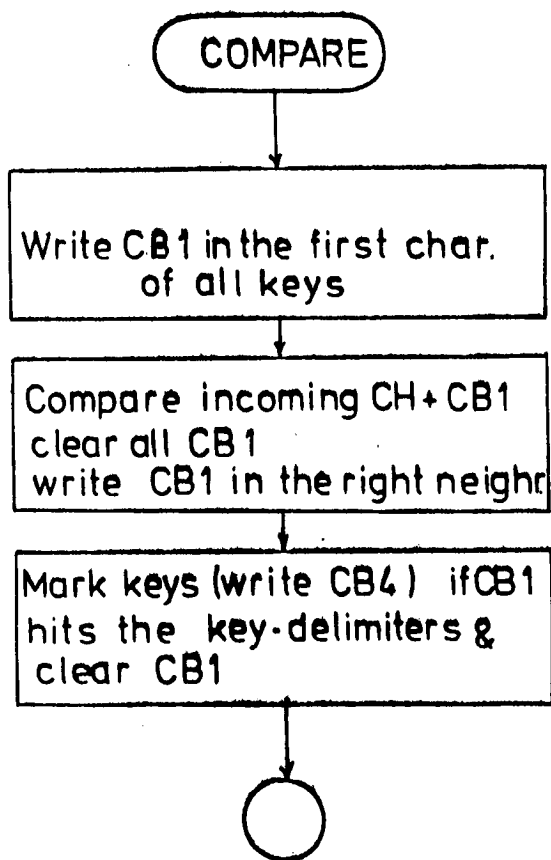 COMPARE
Write CB1 in the first char.
of all keys
Compare incoming CH + CB1
clear all CB1
write CB1 in the right neighr
Mark keys (write CB4) if CB1
hits the key-delimiters &
clear CB1